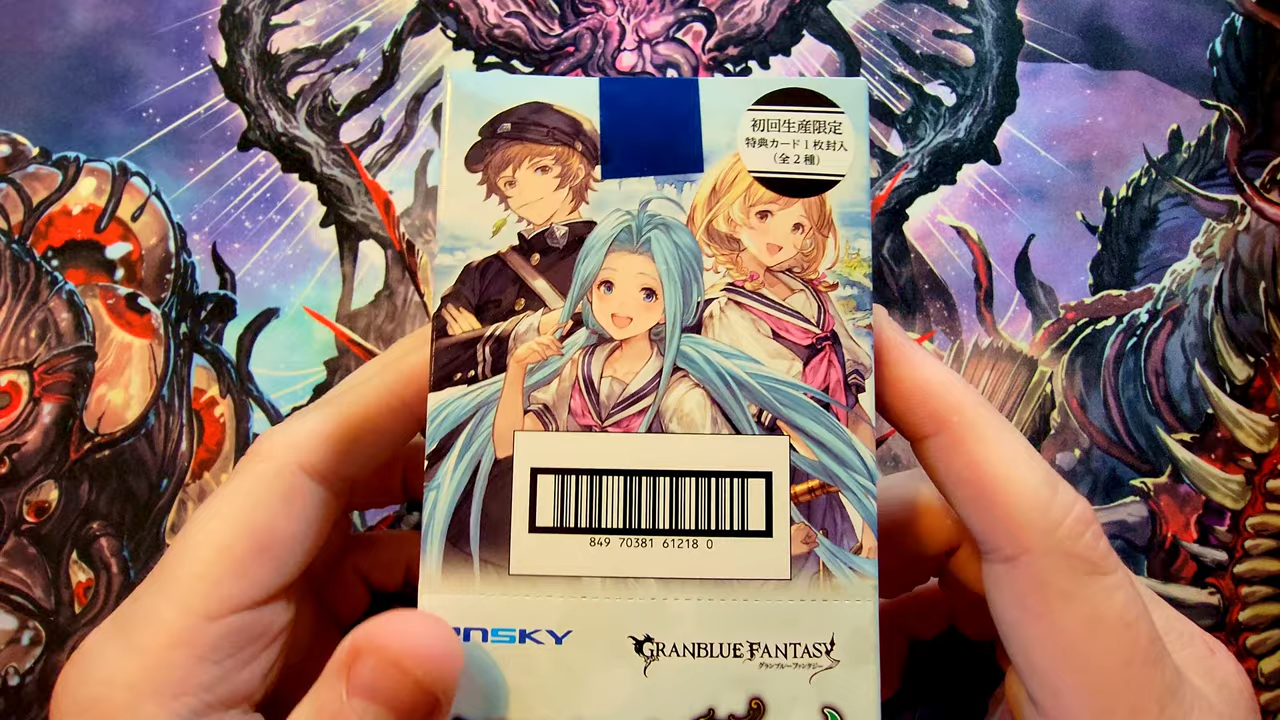 初回生産限定
特典カード1枚封入
(全2種)
849 70381 61218 0
NSKY
GRANBLUE FANTASY
グランブルーファンタジー